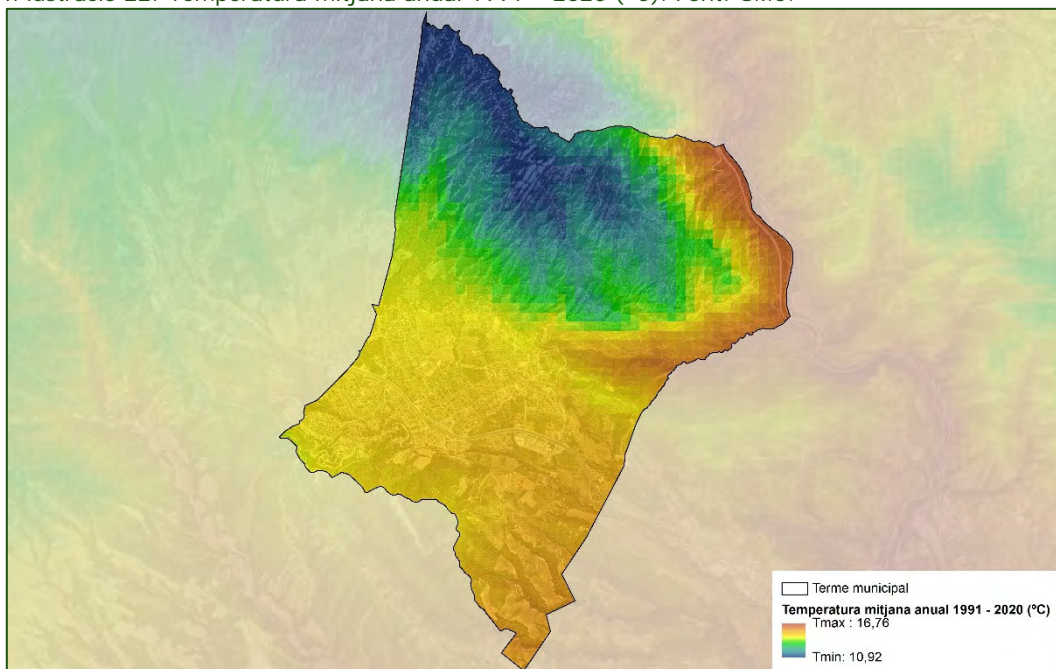 Terme municipal
Temperatura mitjana anual 1991 - 2020 (ºC)
Tmax : 16,76
Tmin: 10,92